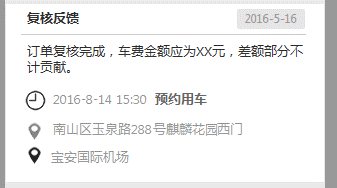 复核反馈 2016-5-16
订单复核完成，车费金额应为XX元，差额部分不
计贡献。
2016-8-14 15:30 预约用车
南山区玉泉路288号麒麟花园西门
宝安国际机场